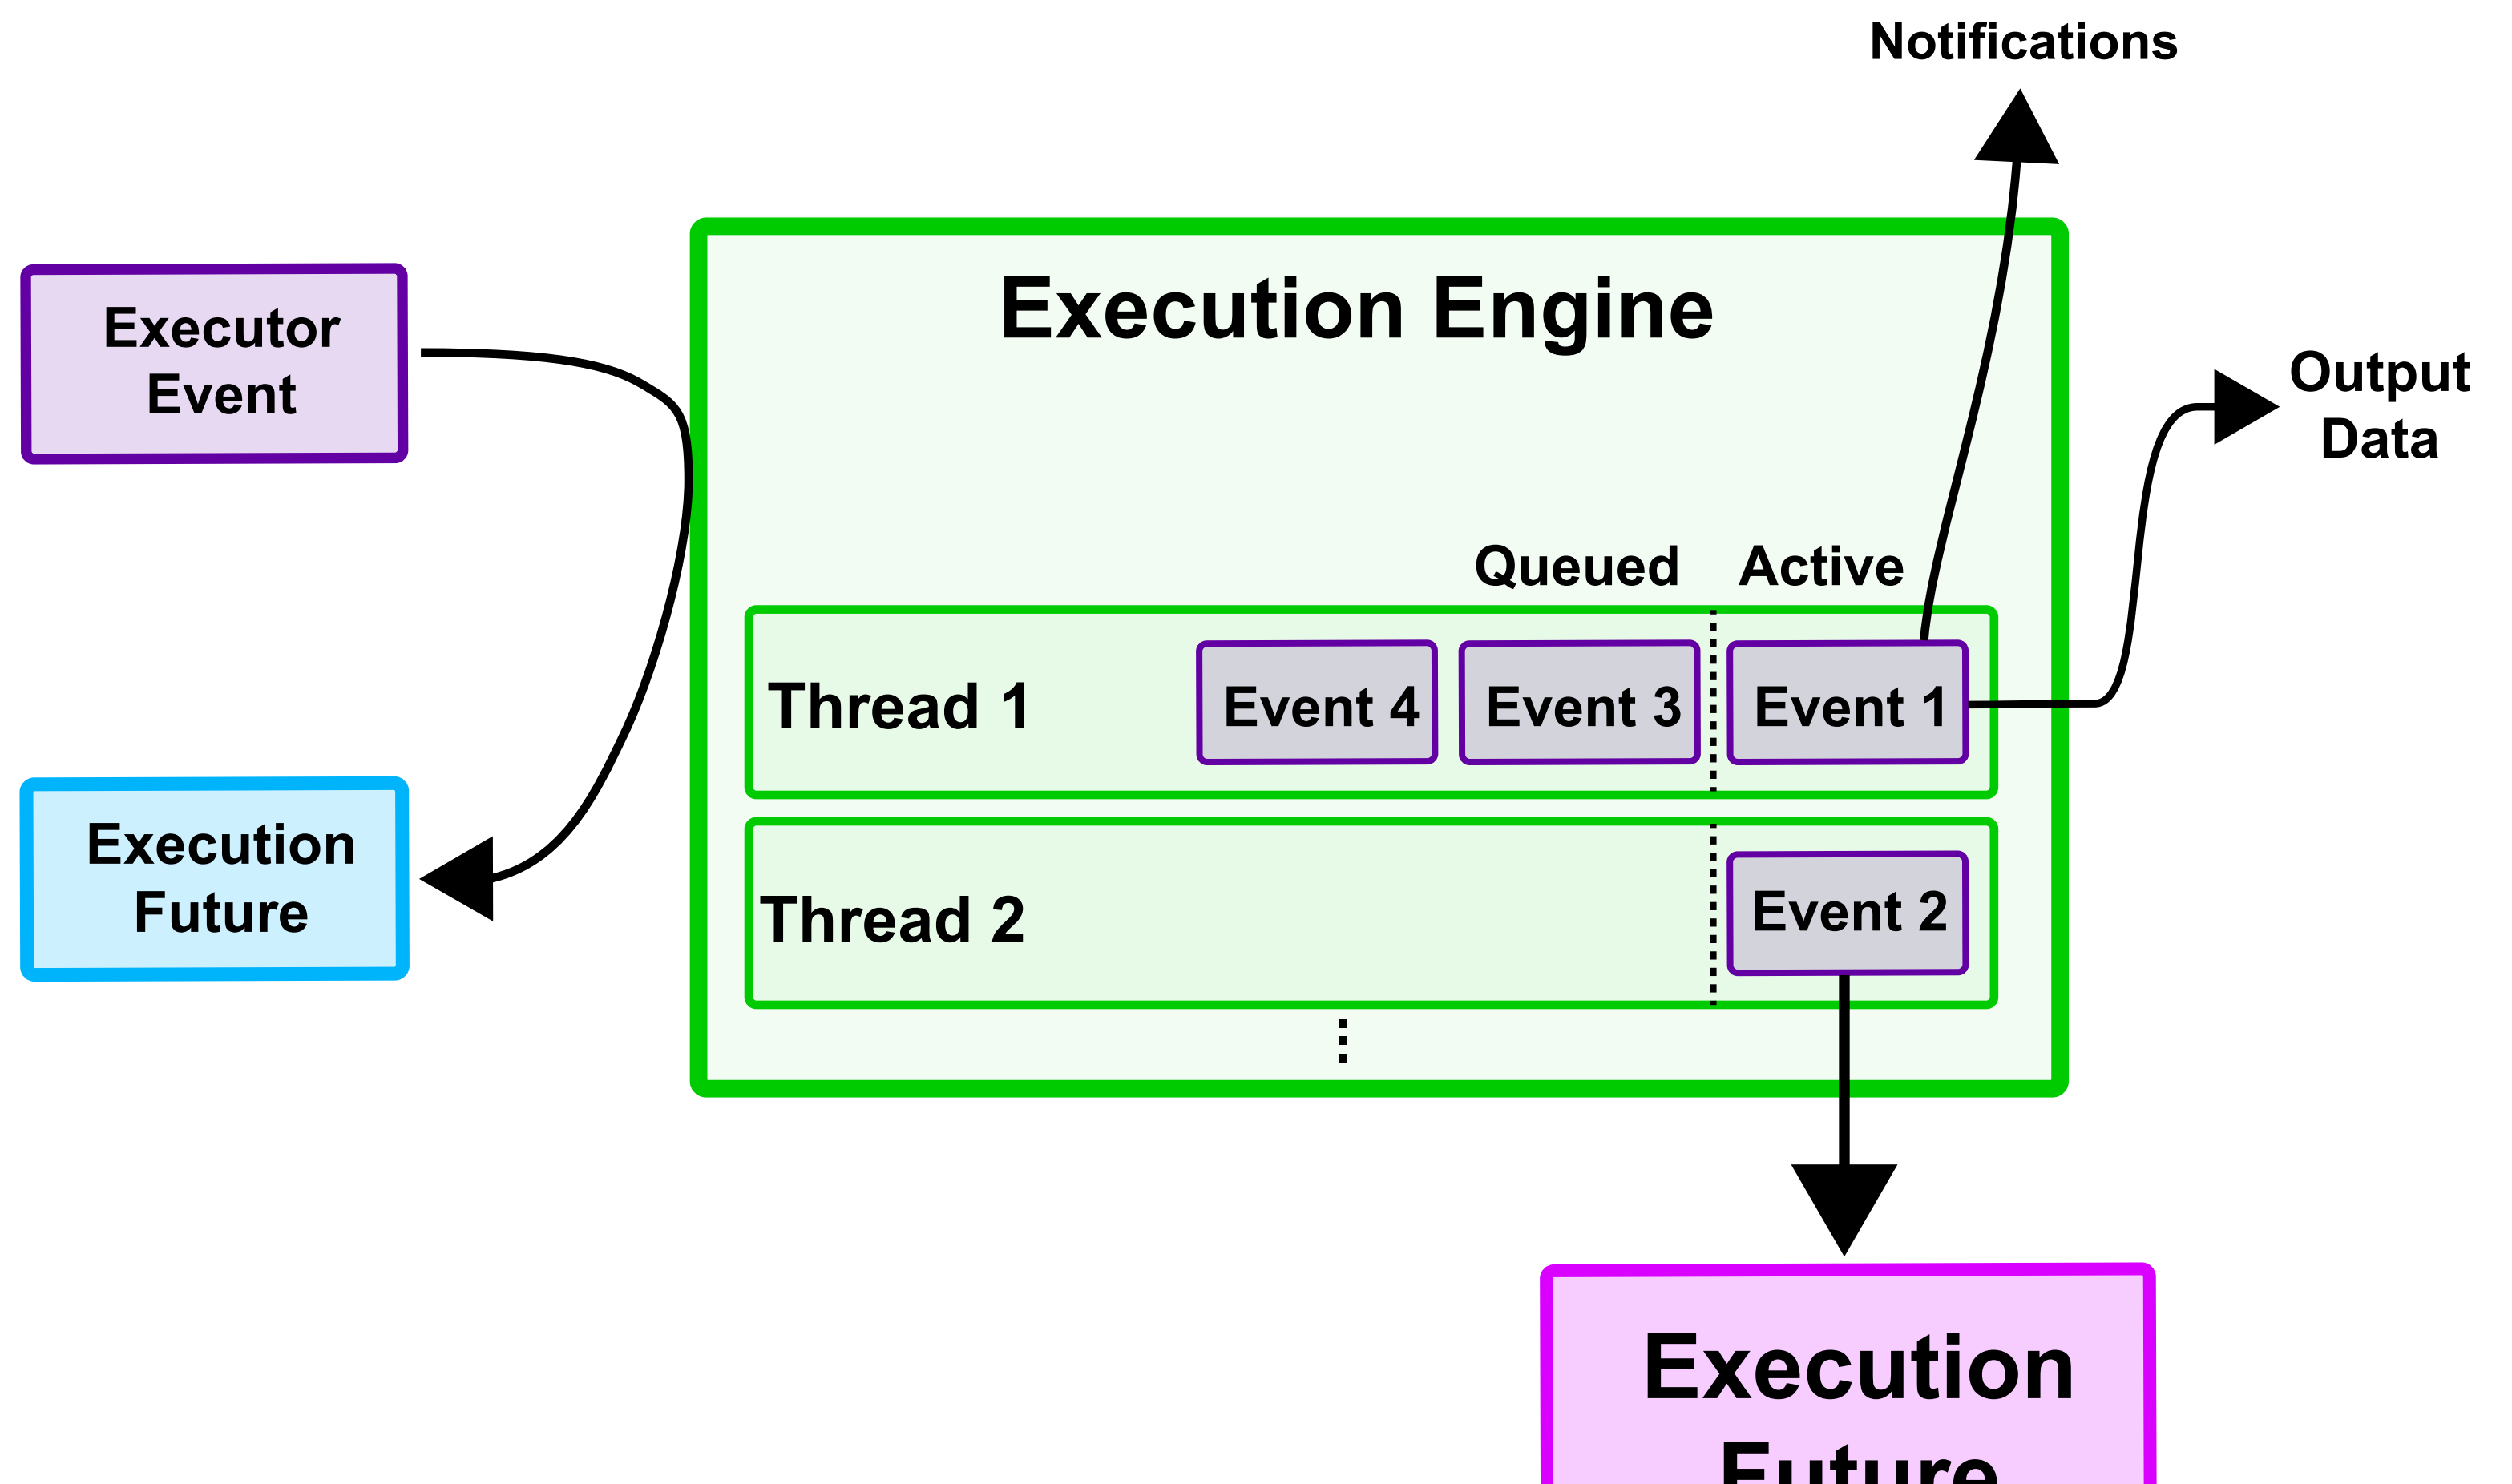 Notifications
Execution Engine
Executor
Event
Output
Data
Queued Active
Thread 1 Event 4 Event 3 Event 1
Execution
Future
Thread 2 Event 2
Execution
Future